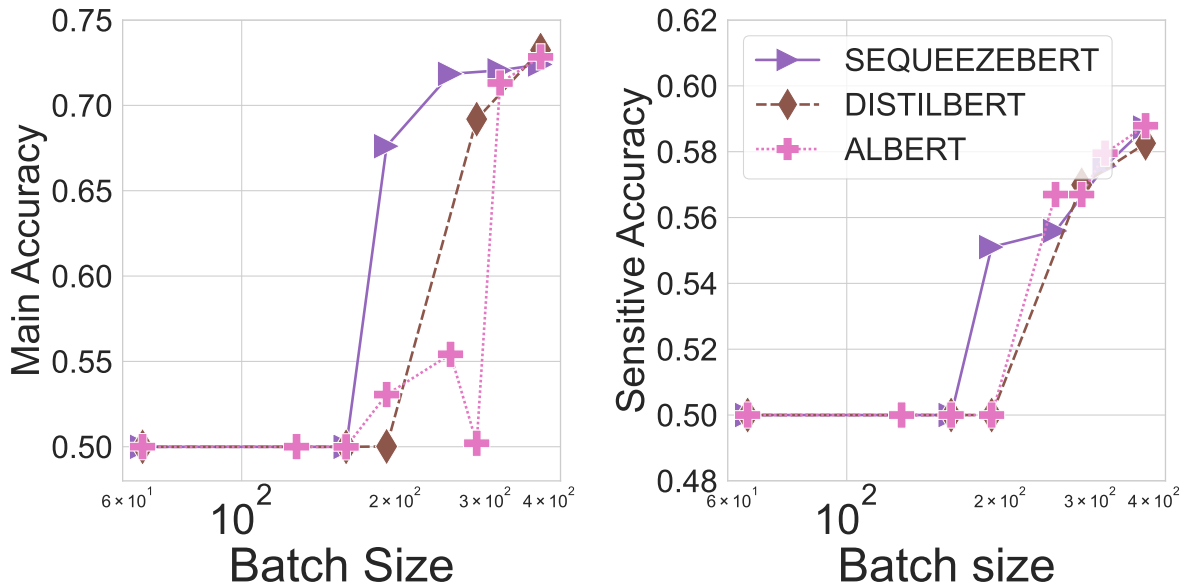 0.75
0.70
0.65
0.60
0.55
0.50
Main Accuracy
6 × 10¹
10²
2 × 10²
3 × 10²
4 × 10²
Batch Size
0.62
0.60
0.58
0.56
0.54
0.52
0.50
0.48
Sensitive Accuracy
SEQUEEZEBERT
DISTILBERT
ALBERT
6 × 10¹
10²
2 × 10²
3 × 10²
4 × 10²
Batch size